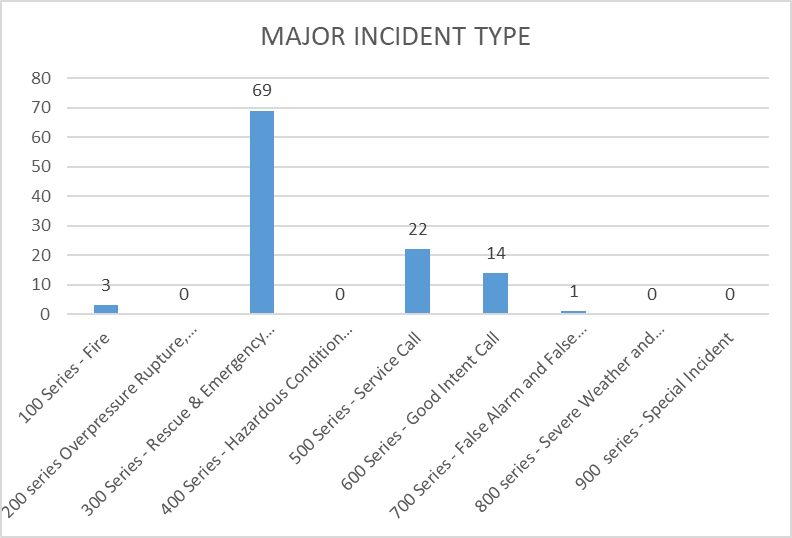 MAJOR INCIDENT TYPE
80
70
60
50
40
30
20
10
0
3
0
69
0
22
14
1
0
0
100 Series - Fire
200 series Overpressure Rupture,...
300 Series - Rescue & Emergency...
400 Series - Hazardous Condition...
500 Series - Service Call
600 Series - Good Intent Call
700 Series - False Alarm and False...
800 series - Severe Weather and...
900  series - Special Incident